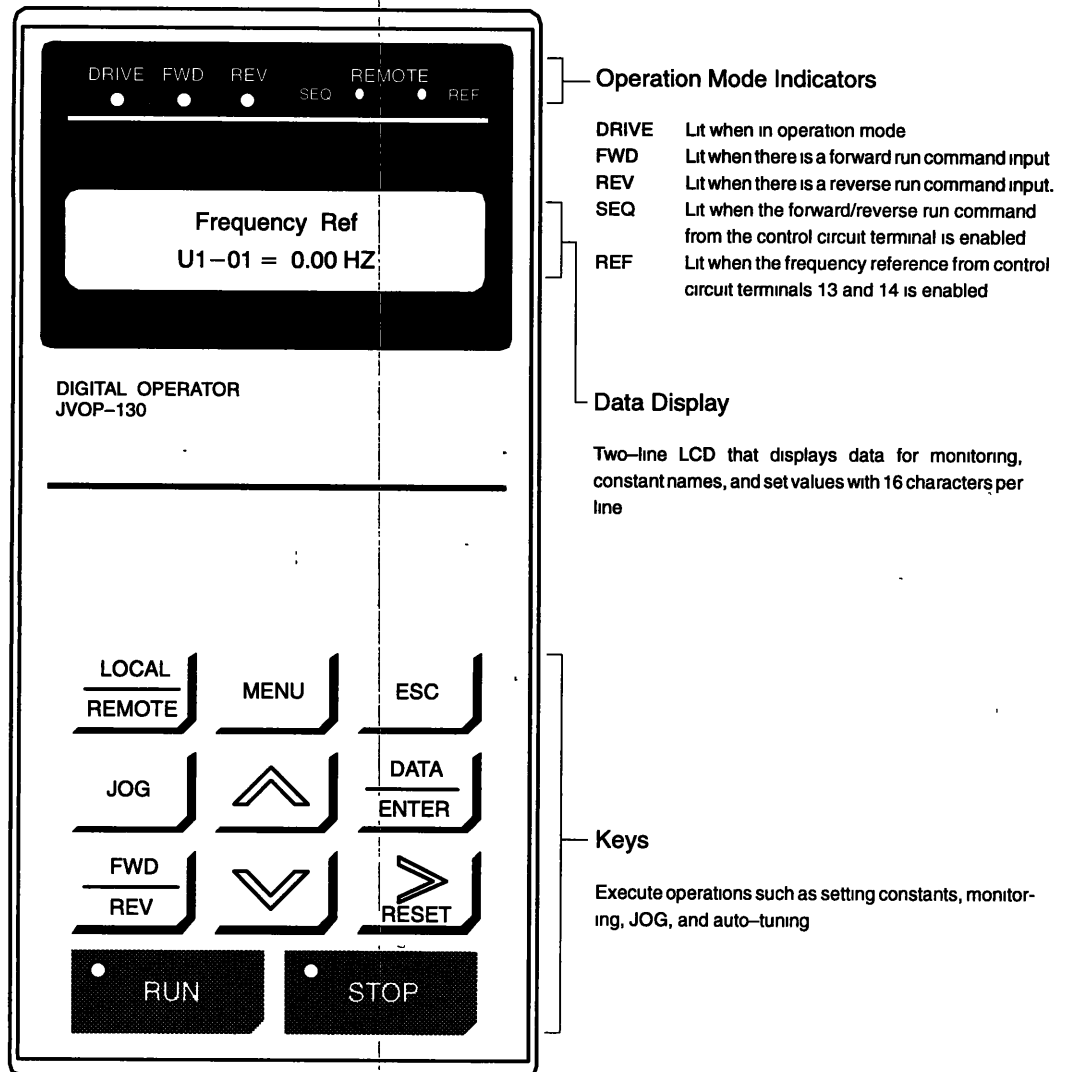 DRIVE FWD REV REMOTE
SEQ REF
Frequency Ref
U1-01 = 0.00 HZ
DIGITAL OPERATOR
JVOP-130
LOCAL
REMOTE
MENU
ESC
JOG
DATA
ENTER
FWD
REV
RESET
RUN
STOP
Operation Mode Indicators
DRIVE Lit when in operation mode
FWD Lit when there is a forward run command input
REV Lit when there is a reverse run command input.
SEQ Lit when the forward/reverse run command
from the control circuit terminal is enabled
REF Lit when the frequency reference from control
circuit terminals 13 and 14 is enabled
Data Display
Two-line LCD that displays data for monitoring,
constant names, and set values with 16 characters per
line
Keys
Execute operations such as setting constants, monitor-
ing, JOG, and auto-tuning